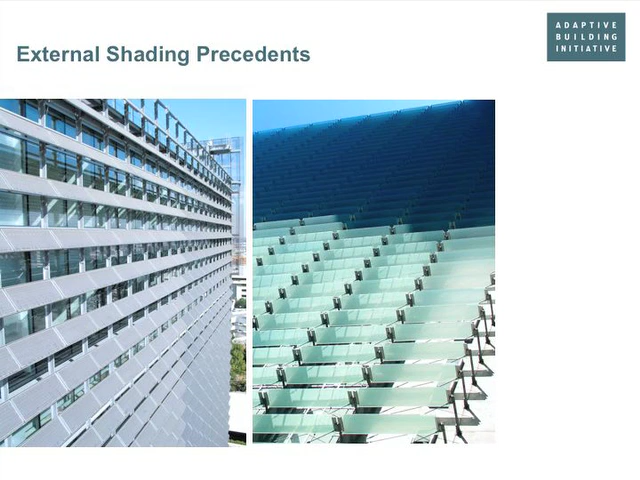 External Shading Precedents
ADAPTIVE
BUILDING
INITIATIVE